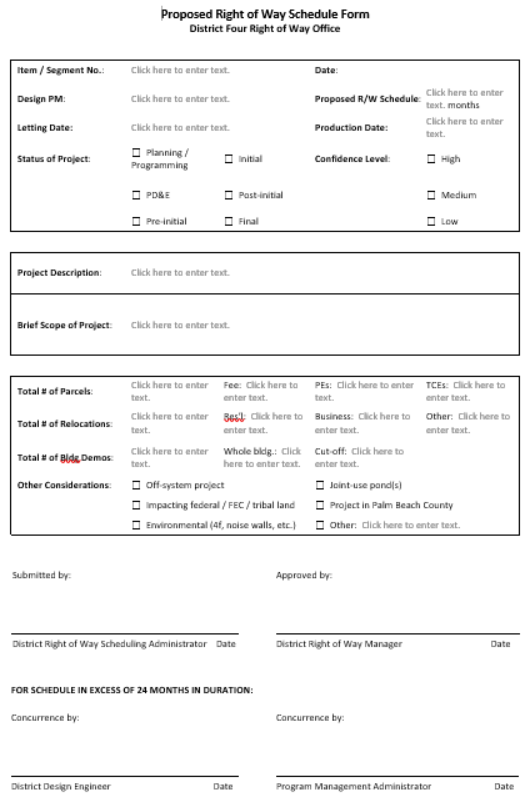 Proposed Right of Way Schedule Form
District Four Right of Way Office
Item / Segment No.: Click here to enter text. Date:
Design PM: Click here to enter text. Proposed R/W Schedule: Click here to enter text. months
Letting Date: Click here to enter text. Production Date: Click here to enter text.
Status of Project: ☐ Planning / Programming ☐ Initial Confidence Level: ☐ High
☐ PD&E ☐ Post-initial ☐ Medium
☐ Pre-initial ☐ Final ☐ Low
Project Description: Click here to enter text.
Brief Scope of Project: Click here to enter text.
Total # of Parcels: Click here to enter text. Fee: Click here to enter text. PEs: Click here to enter text. TCEs: Click here to enter text.
Total # of Relocations: Click here to enter text. Res'l: Click here to enter text. Business: Click here to enter text. Other: Click here to enter text.
Total # of Bldg Demos: Click here to enter text. Whole bldg.: Click here to enter text. Cut-off: Click here to enter text.
Other Considerations: ☐ Off-system project ☐ Joint-use pond(s)
☐ Impacting federal / FEC / tribal land ☐ Project in Palm Beach County
☐ Environmental (4f, noise walls, etc.) ☐ Other: Click here to enter text.
Submitted by: Approved by:
District Right of Way Scheduling Administrator Date District Right of Way Manager Date
FOR SCHEDULE IN EXCESS OF 24 MONTHS IN DURATION:
Concurrence by: Concurrence by:
District Design Engineer Date Program Management Administrator Date